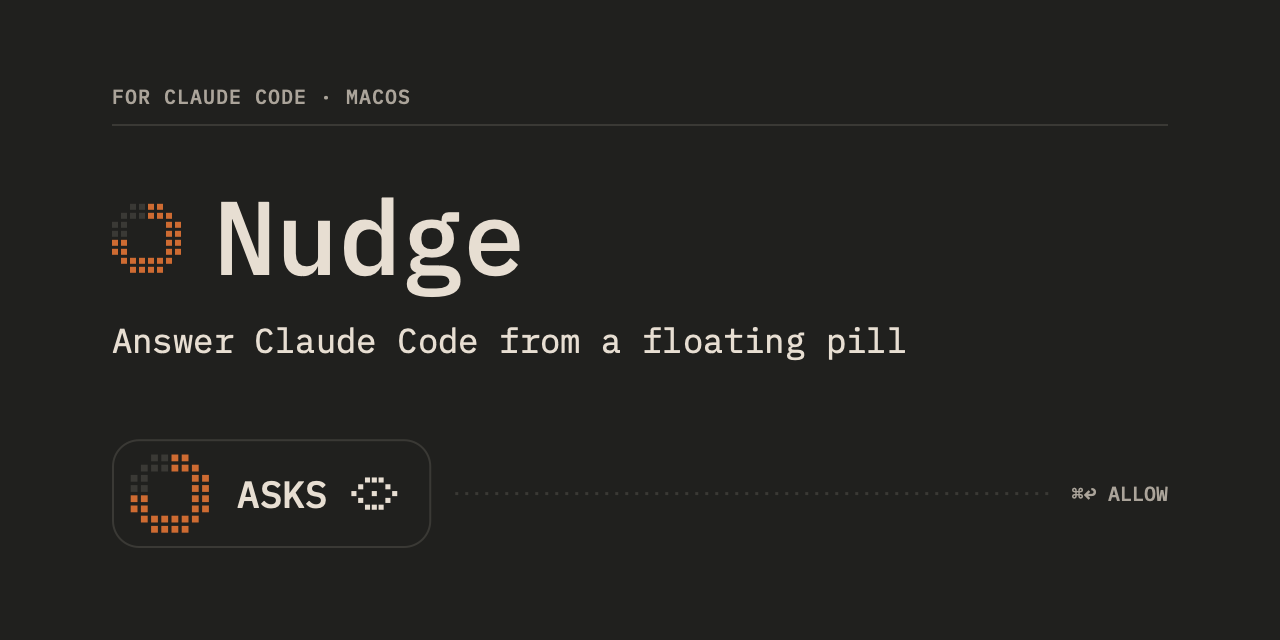 FOR CLAUDE CODE · MACOS
Nudge
Answer Claude Code from a floating pill
ASKS
⌘↩ ALLOW